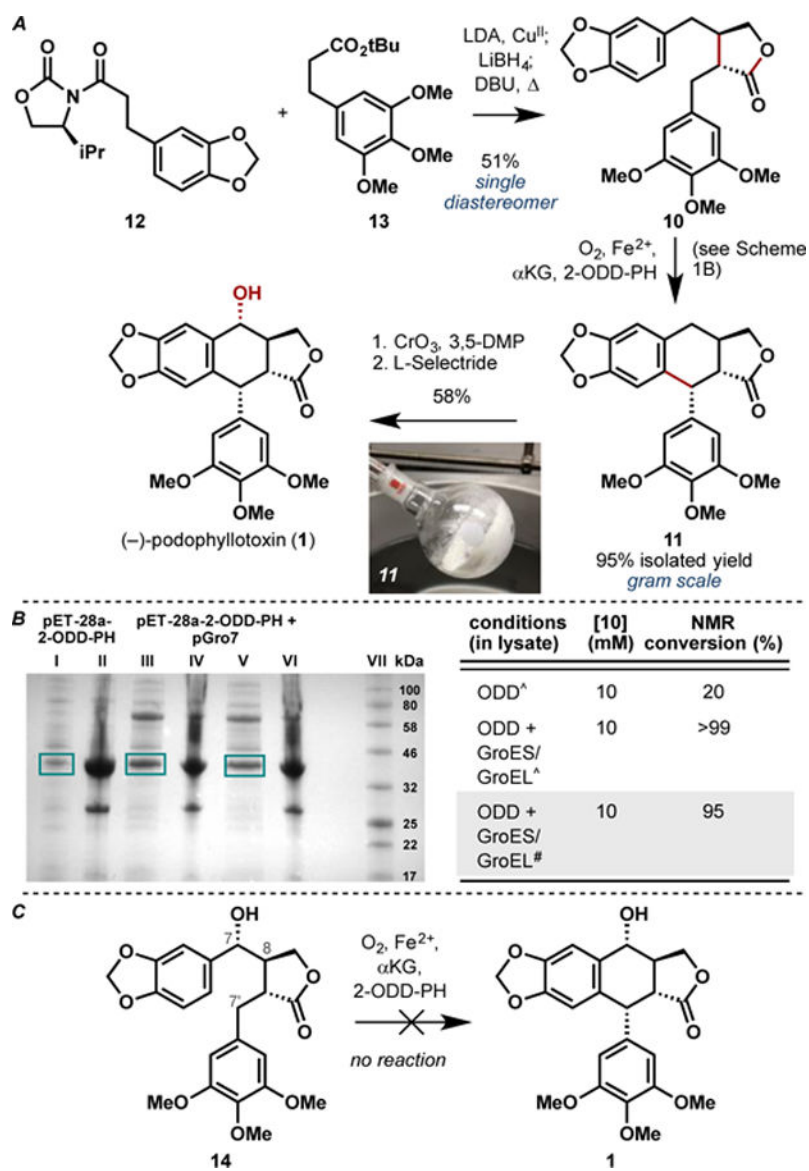 A
O
O
N
O
iPr
O
O
12
+
CO2tBu
OMe
OMe
OMe
13
LDA, CuII;
LiBH4;
DBU, Δ
51%
single
diastereomer
O
O
O
O
MeO
OMe
OMe
10
O2, Fe2+,
αKG, 2-ODD-PH
(see Scheme
1B)
O
O
O
O
MeO
OMe
OMe
11
95% isolated yield
gram scale
1. CrO3, 3,5-DMP
2. L-Selectride
58%
11
OH
O
O
O
O
MeO
OMe
OMe
(–)-podophyllotoxin (1)
B
pET-28a-
2-ODD-PH
pET-28a-2-ODD-PH +
pGro7
I II III IV V VI VII kDa
100
80
58
46
32
25
22
17
conditions
(in lysate)
[10]
(mM)
NMR
conversion (%)
ODD^ 10 20
ODD + 10 >99
GroES/
GroEL^
ODD + 10 95
GroES/
GroEL#
C
OH
7
8
O
O
7'
O
O
MeO
OMe
OMe
14
O2, Fe2+,
αKG,
2-ODD-PH
no reaction
OH
O
O
O
O
MeO
OMe
OMe
1